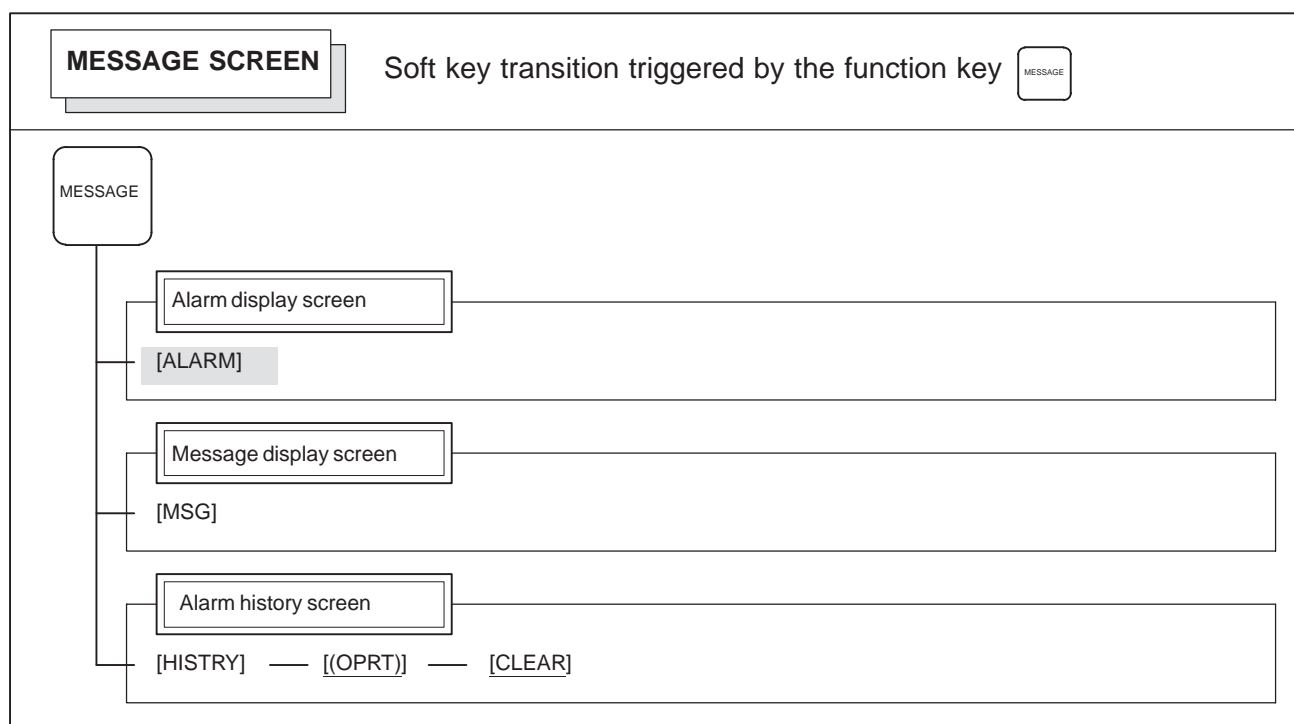 MESSAGE SCREEN
Soft key transition triggered by the function key MESSAGE
MESSAGE
Alarm display screen
[ALARM]
Message display screen
[MSG]
Alarm history screen
[HISTRY] [(OPRT)] [CLEAR]